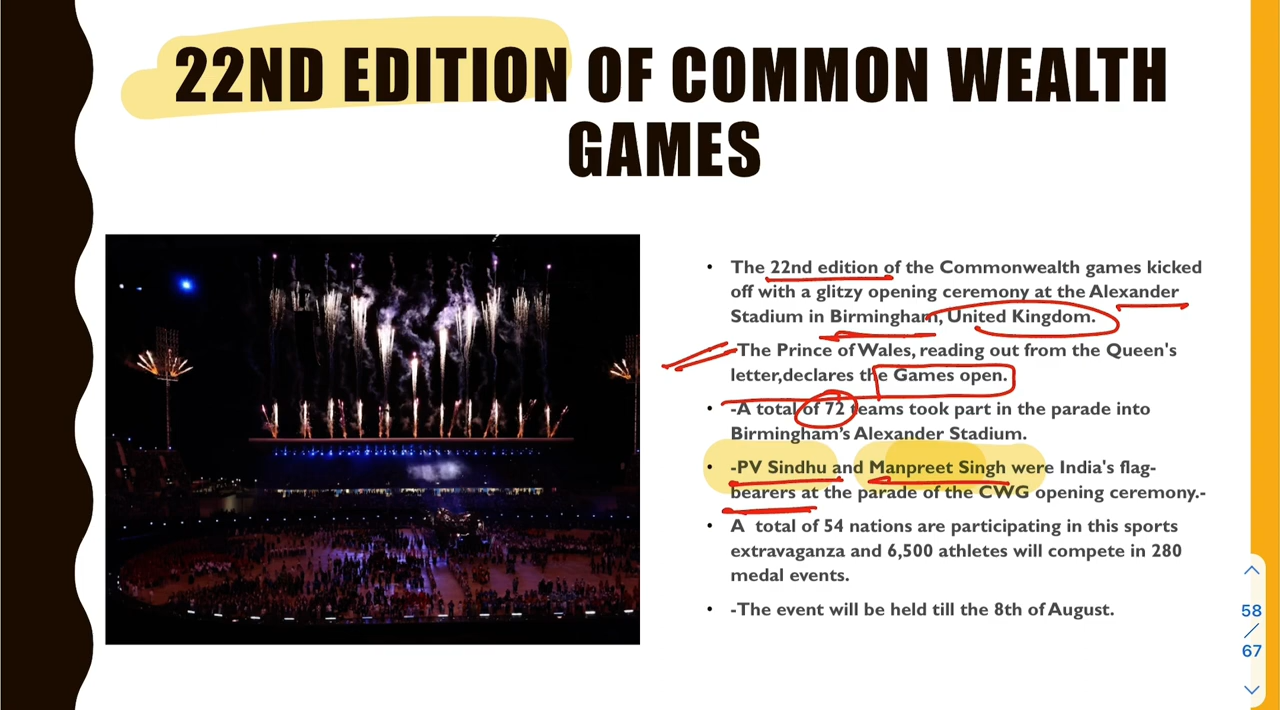 22ND EDITION OF COMMON WEALTH
GAMES
• The 22nd edition of the Commonwealth games kicked
off with a glitzy opening ceremony at the Alexander
Stadium in Birmingham, United Kingdom.
-The Prince of Wales, reading out from the Queen's
letter,declares the Games open.
• -A total of 72 teams took part in the parade into
Birmingham's Alexander Stadium.
• -PV Sindhu and Manpreet Singh were India's flag-
bearers at the parade of the CWG opening ceremony.-
• A total of 54 nations are participating in this sports
extravaganza and 6,500 athletes will compete in 280
medal events.
• -The event will be held till the 8th of August.
58
/
67